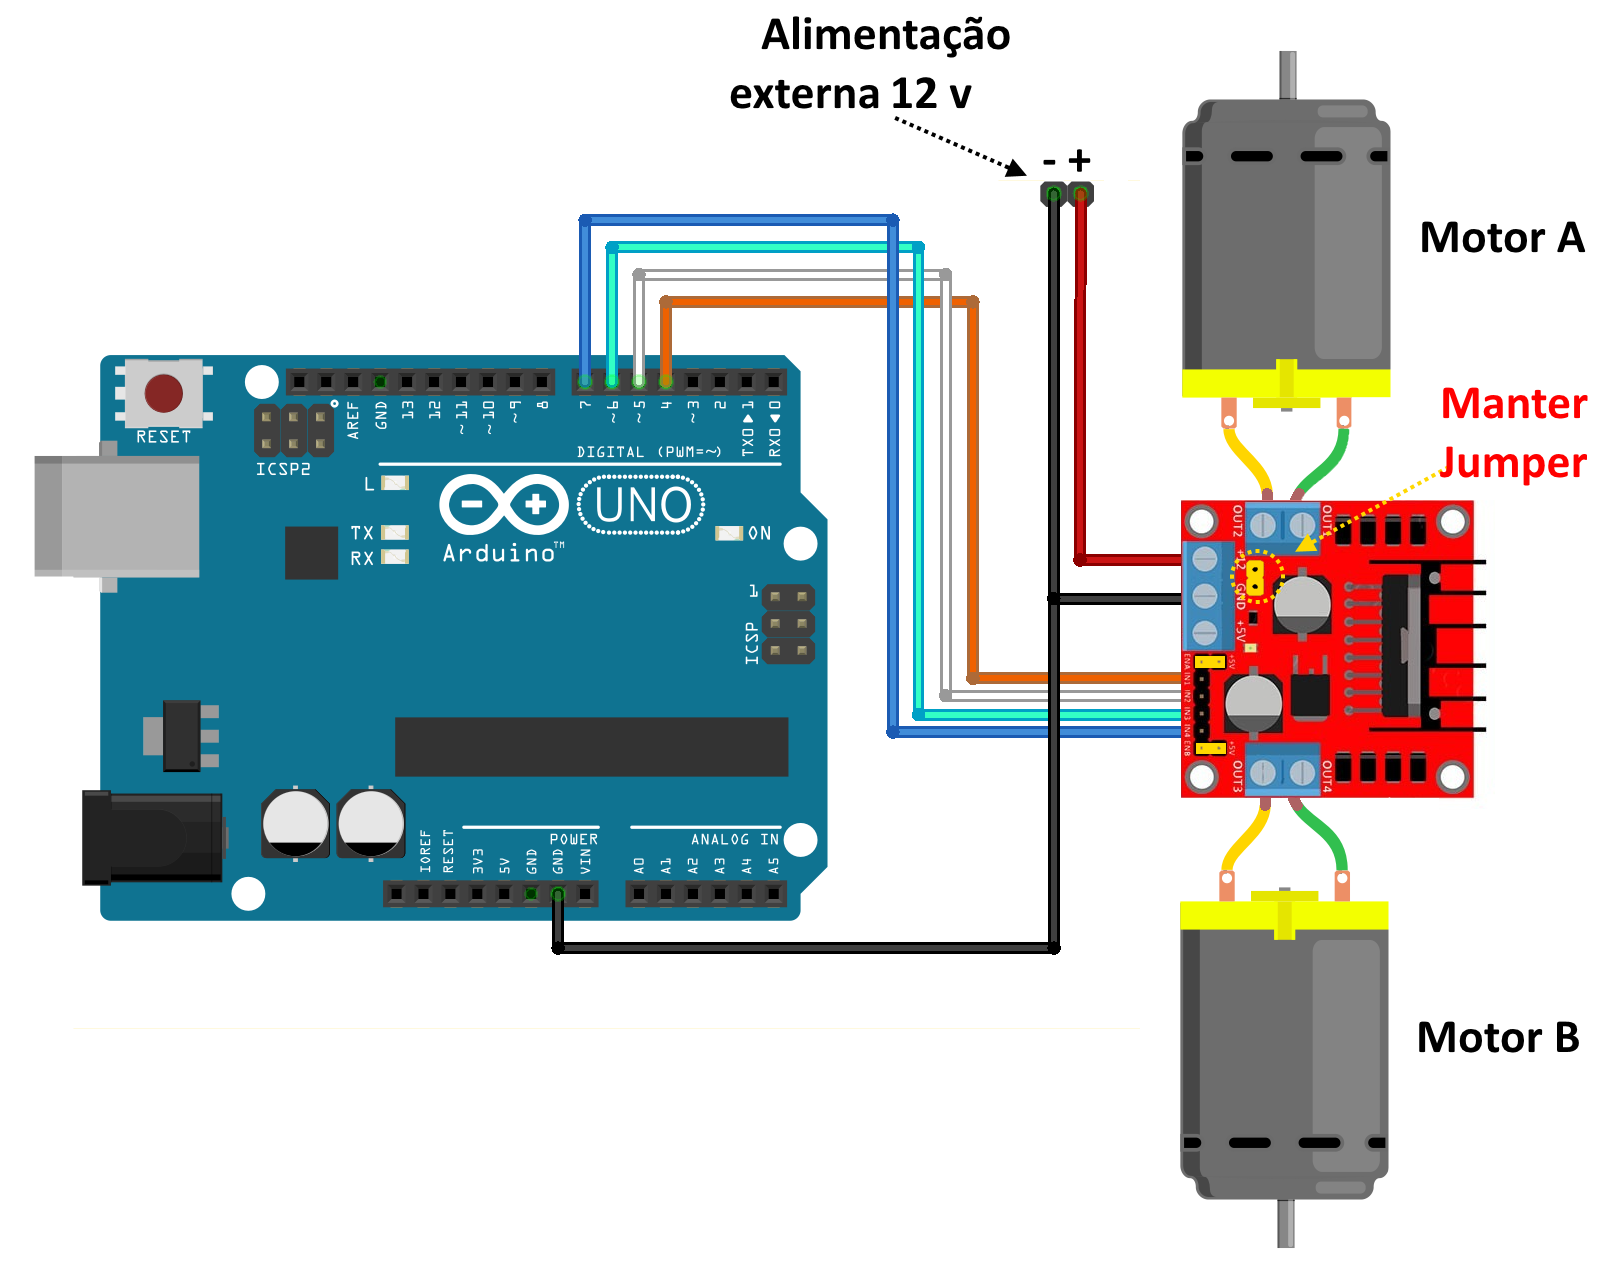 Alimentação
externa 12 v
- +
Motor A
Manter
Jumper
RESET
ICSP2
AREF
GND
13
12
~11
~10
~9
8
7
~6
~5
4
~3
2
TX0▶1
RX0◀0
DIGITAL (PWM=~)
L
TX
RX
UNO
Arduino™
ON
1
ICSP
OUT2
GND
+5V
+5V
ENA
IN1
IN2
IN3
IN4
ENB
+5V
OUT3
OUT4
POWER
ANALOG IN
IOREF
RESET
3V3
5V
GND
GND
VIN
A0
A1
A2
A3
A4
A5
Motor B